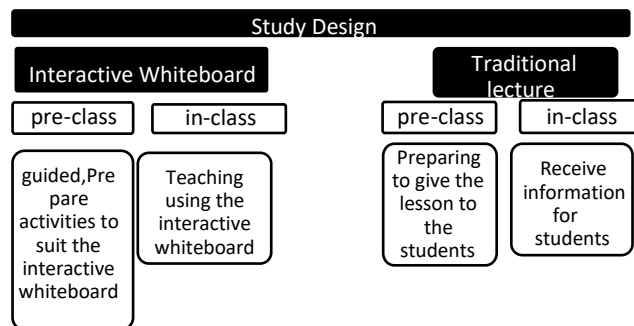 Study Design
Interactive Whiteboard
Traditional
lecture
pre-class
in-class
pre-class
in-class
guided,Pre
pare
activities to
suit the
interactive
whiteboard
Teaching
using the
interactive
whiteboard
Preparing
to give the
lesson to
the
students
Receive
information
for
students